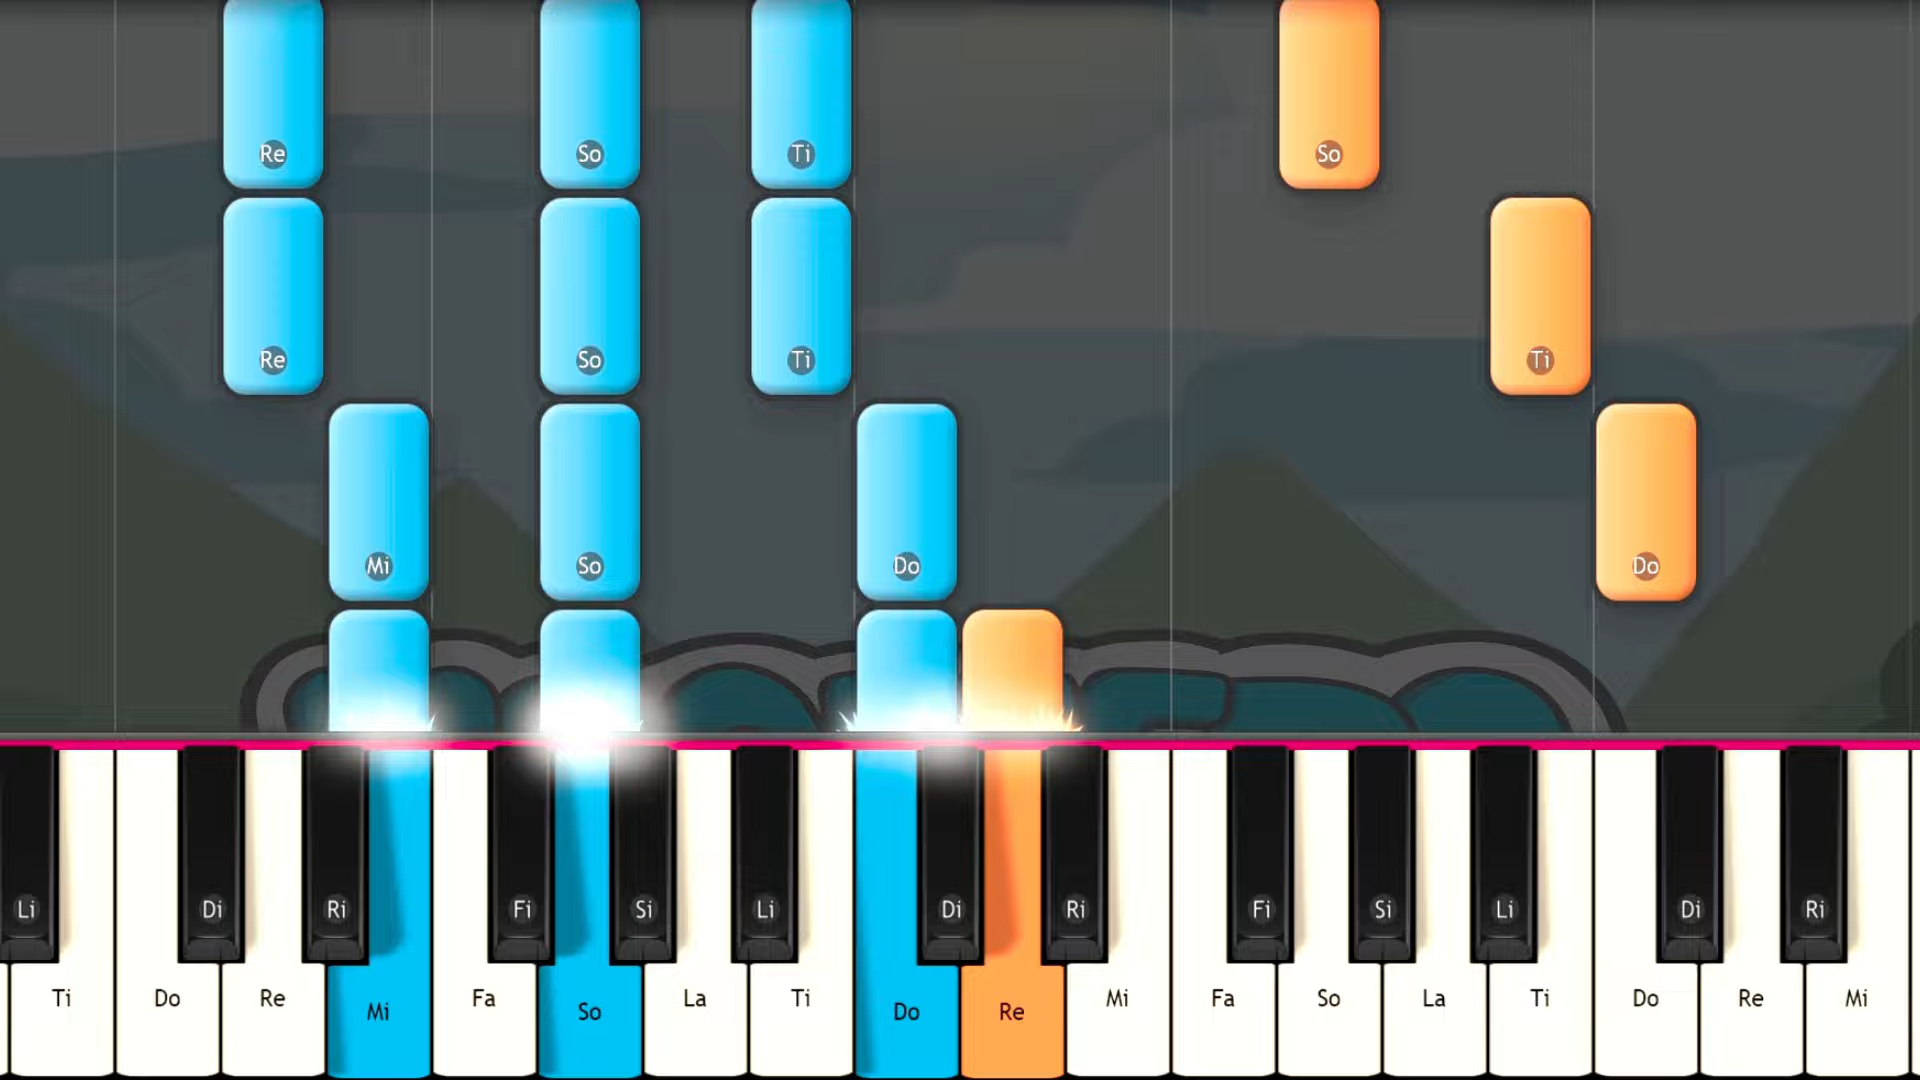 Re So Ti So
Re So Ti Ti
Mi So Do Do
Li Di Ri Fi Si Li Di Ri Fi Si Li Di Ri
Ti Do Re Mi Fa So La Ti Do Re Mi Fa So La Ti Do Re Mi